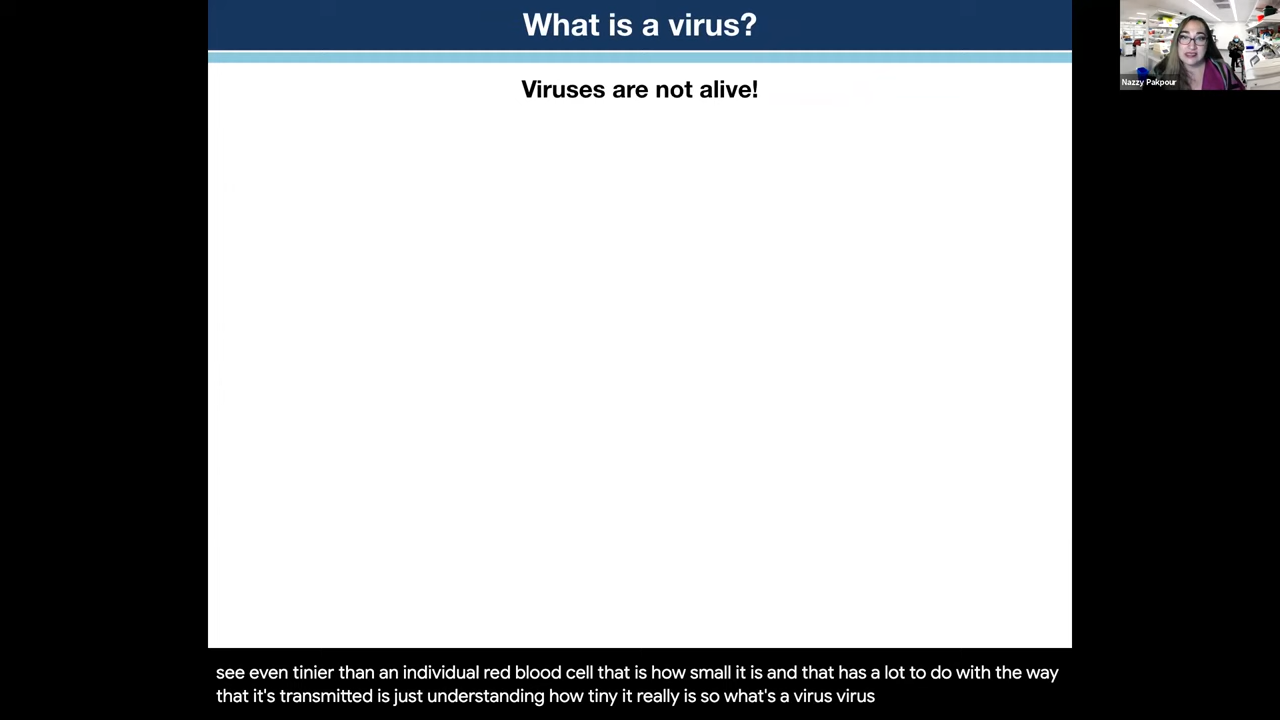 What is a virus?
Viruses are not alive!
Nazzy Pakpour
see even tinier than an individual red blood cell that is how small it is and that has a lot to do with the way
that it's transmitted is just understanding how tiny it really is so what's a virus virus